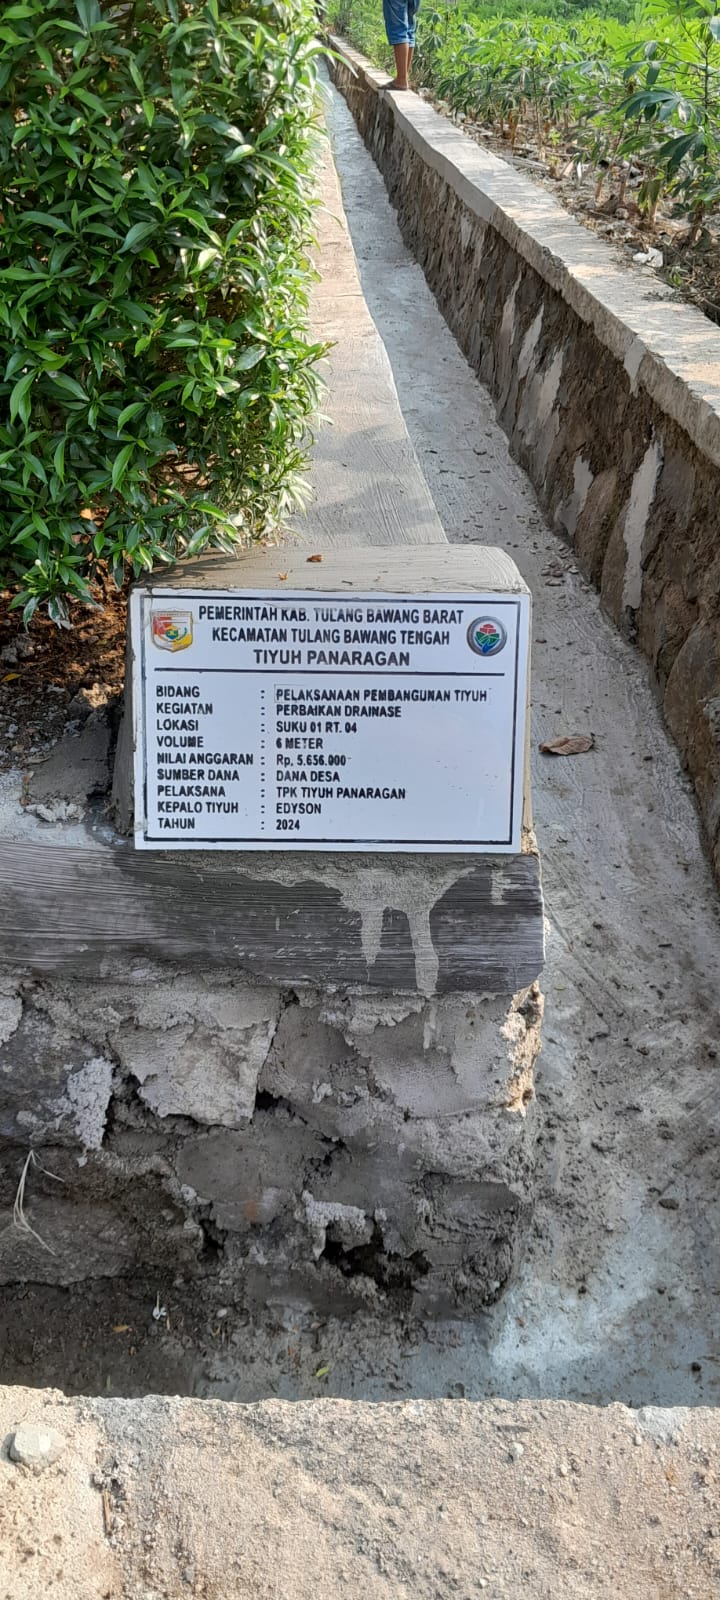 PEMERINTAH KAB. TULANG BAWANG BARAT
KECAMATAN TULANG BAWANG TENGAH
TIYUH PANARAGAN
BIDANG : PELAKSANAAN PEMBANGUNAN TIYUH
KEGIATAN : PERBAIKAN DRAINASE
LOKASI : SUKU 01 RT. 04
VOLUME : 6 METER
NILAI ANGGARAN : Rp. 5.656.000
SUMBER DANA : DANA DESA
PELAKSANA : TPK TIYUH PANARAGAN
KEPALO TIYUH : EDYSON
TAHUN : 2024